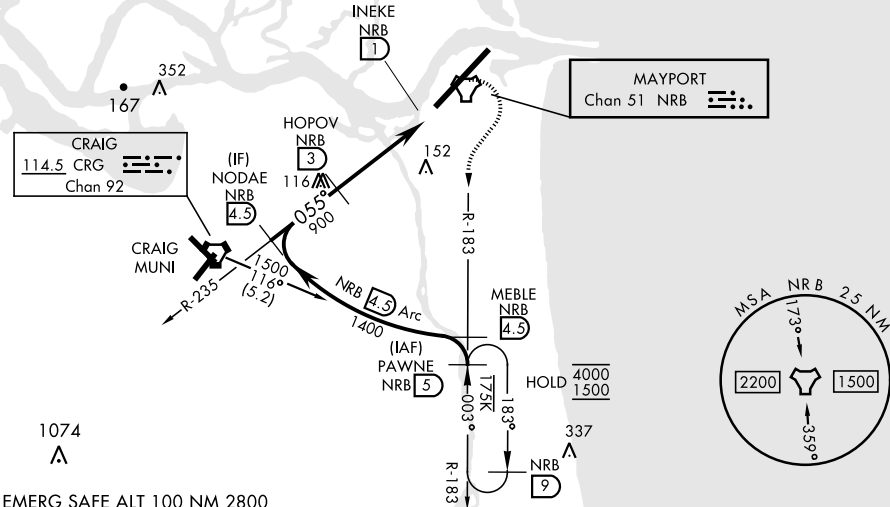 INEKE
NRB
1
352
167
MAYPORT
Chan 51 NRB
CRAIG
114.5 CRG
Chan 92
(IF)
NODAE
NRB
4.5
HOPOV
NRB
3
116
152
055°
900
R-183
CRAIG
MUNI
R-235
1500
116°
(5.2)
NRB 4.5 Arc
1400
MEBLE
NRB
4.5
(IAF)
PAWNE
NRB 5
HOLD 4000
1500
175K
003°
183°
337
NRB
9
R-183
MSA NRB 25 NM
173°
2200
1500
359°
1074
EMERG SAFE ALT 100 NM 2800